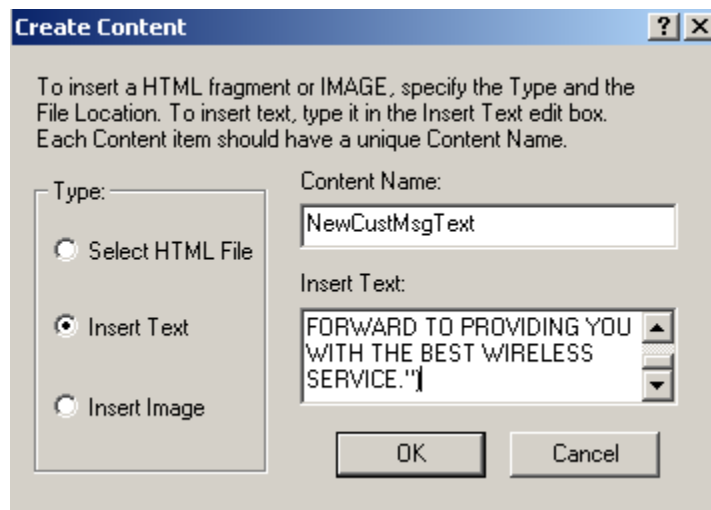 Create Content
To insert a HTML fragment or IMAGE, specify the Type and the
File Location. To insert text, type it in the Insert Text edit box.
Each Content item should have a unique Content Name.
Type:
Select HTML File
Insert Text
Insert Image
Content Name:
NewCustMsgText
Insert Text:
FORWARD TO PROVIDING YOU
WITH THE BEST WIRELESS
SERVICE.")
OK
Cancel